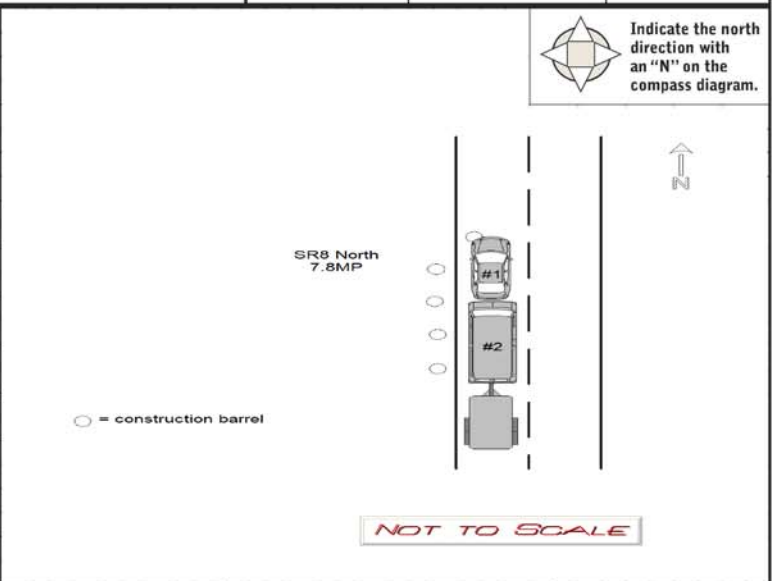 Indicate the north
direction with
an “N” on the
compass diagram.
N
SR8 North
7.8MP
#1
#2
= construction barrel
NOT TO SCALE